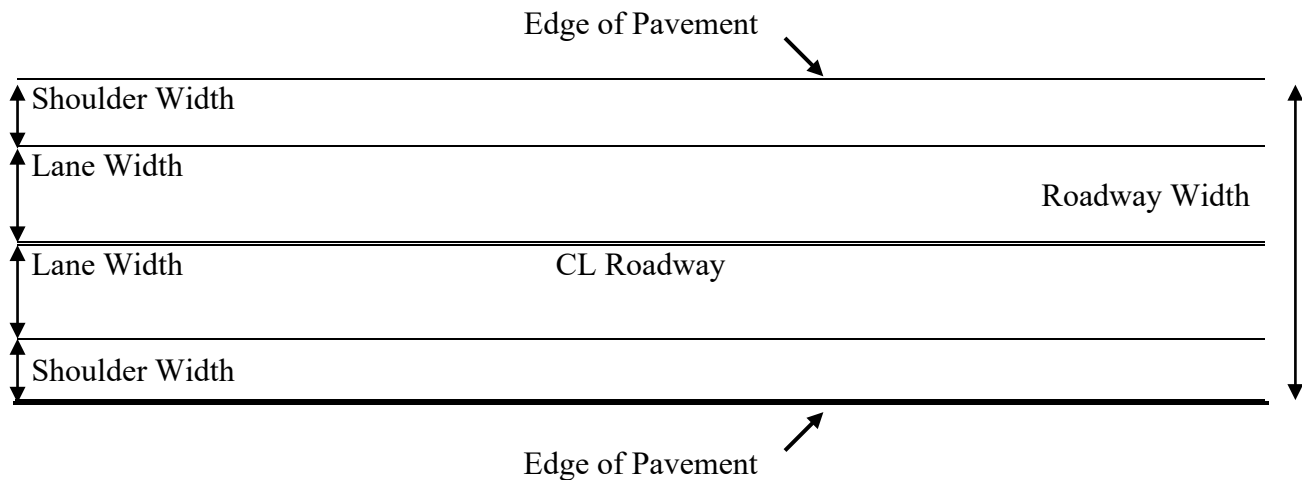 Edge of Pavement
Shoulder Width
Lane Width
Roadway Width
Lane Width
CL Roadway
Shoulder Width
Edge of Pavement